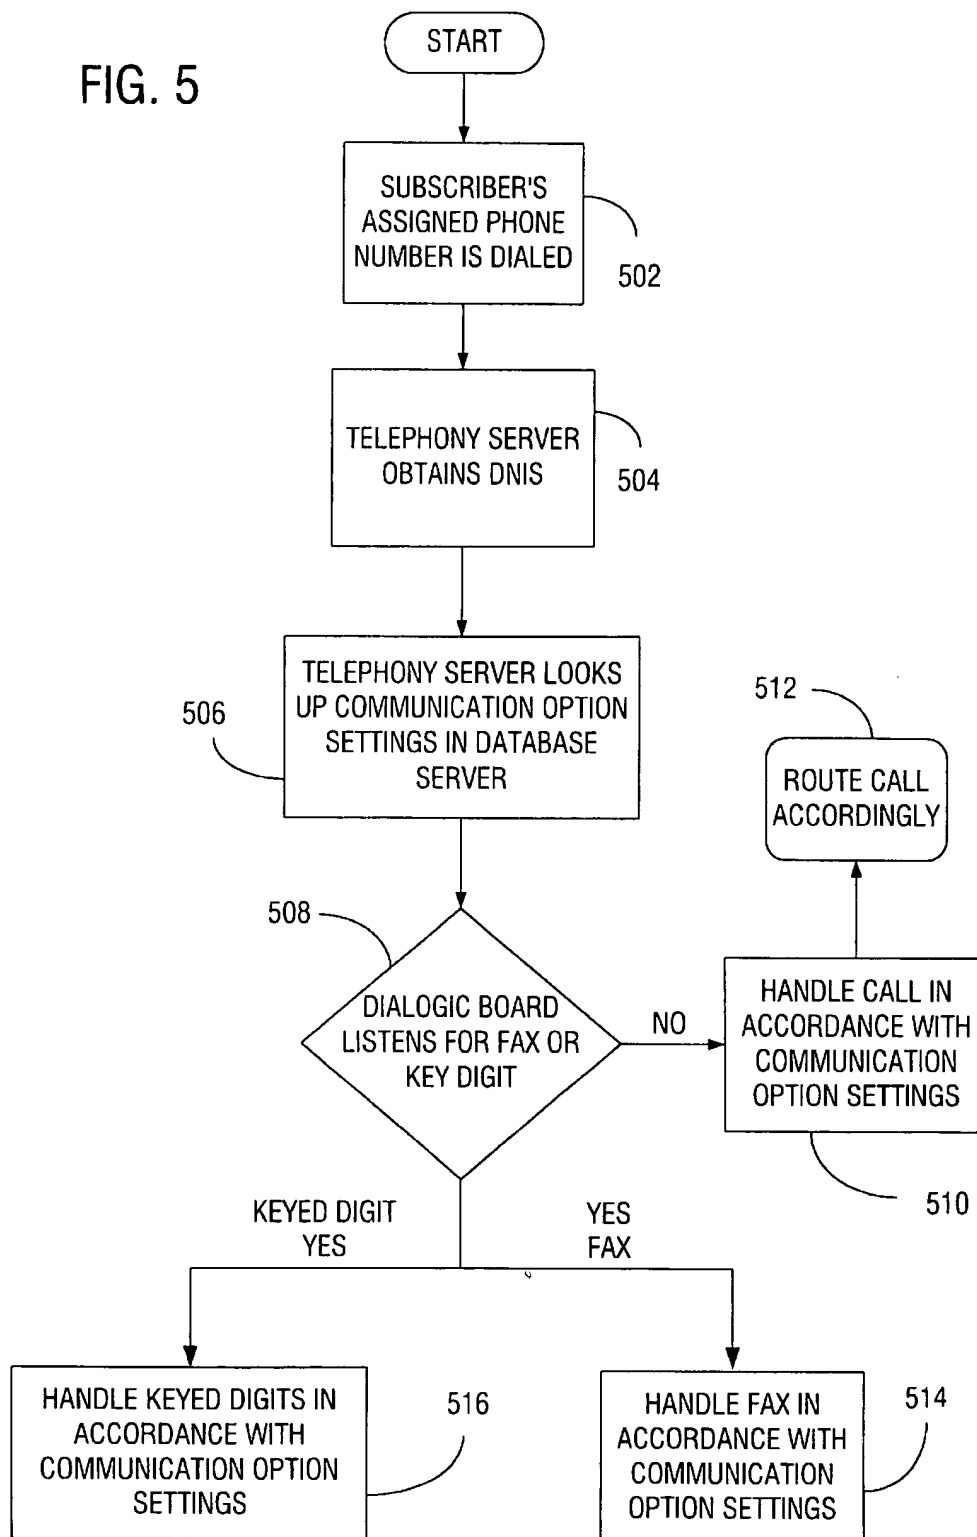 START
FIG. 5
SUBSCRIBER'S
ASSIGNED PHONE
NUMBER IS DIALED
502
TELEPHONY SERVER
OBTAINS DNIS
504
TELEPHONY SERVER LOOKS
UP COMMUNICATION OPTION
SETTINGS IN DATABASE
SERVER
506
512
ROUTE CALL
ACCORDINGLY
508
DIALOGIC BOARD
LISTENS FOR FAX OR
KEY DIGIT
NO
HANDLE CALL IN
ACCORDANCE WITH
COMMUNICATION
OPTION SETTINGS
510
KEYED DIGIT
YES
YES
FAX
HANDLE KEYED DIGITS IN
ACCORDANCE WITH
COMMUNICATION OPTION
SETTINGS
516
HANDLE FAX IN
ACCORDANCE WITH
COMMUNICATION
OPTION SETTINGS
514